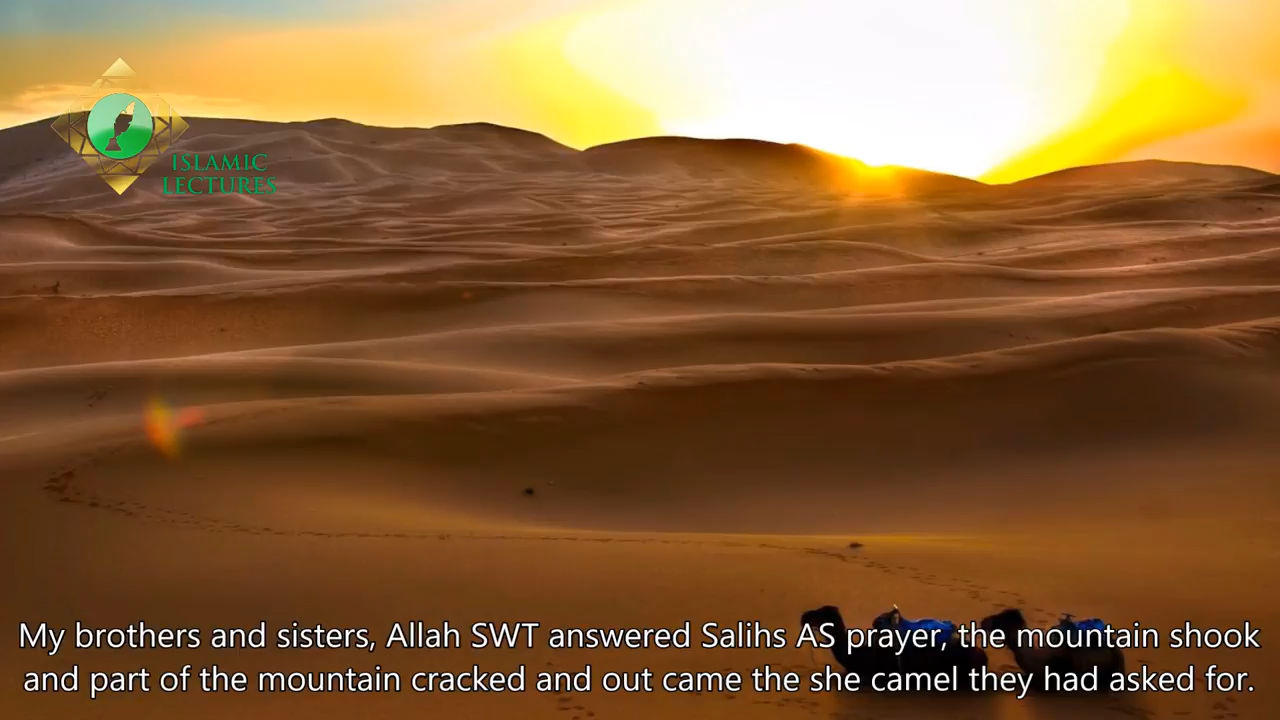 ISLAMIC
LECTURES
My brothers and sisters, Allah SWT answered Salihs AS prayer, the mountain shook
and part of the mountain cracked and out came the she camel they had asked for.